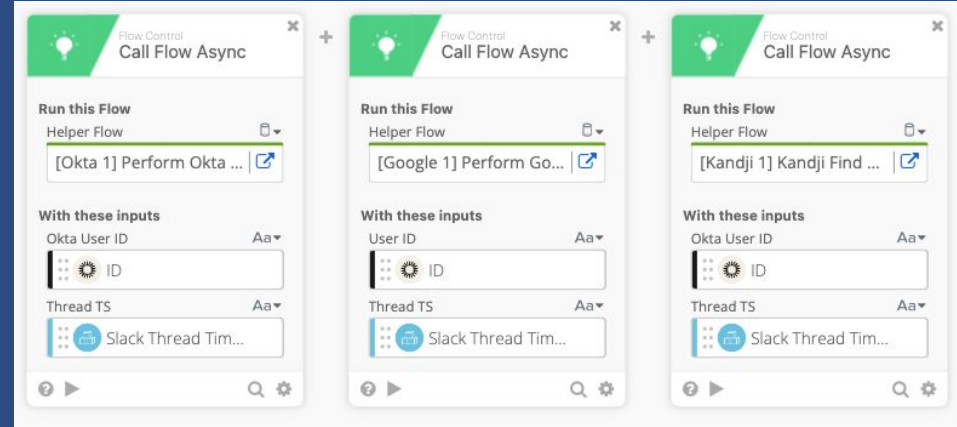 Flow Control
Call Flow Async
Run this Flow
Helper Flow
[Okta 1] Perform Okta ...
With these inputs
Okta User ID
Aa
ID
Thread TS
Aa
Slack Thread Tim...
Flow Control
Call Flow Async
Run this Flow
Helper Flow
[Google 1] Perform Go...
With these inputs
User ID
Aa
ID
Thread TS
Aa
Slack Thread Tim...
Flow Control
Call Flow Async
Run this Flow
Helper Flow
[Kandji 1] Kandji Find ...
With these inputs
Okta User ID
Aa
ID
Thread TS
Aa
Slack Thread Tim...